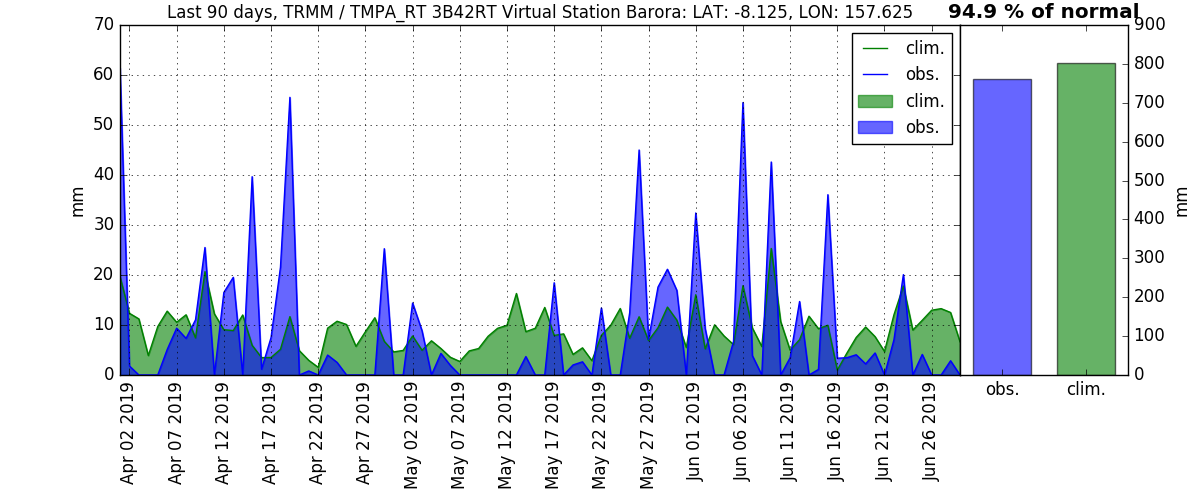 Last 90 days, TRMM / TMPA_RT 3B42RT Virtual Station Barora: LAT: -8.125, LON: 157.625
94.9 % of normal
70
60
50
40
30
20
10
0
mm
clim.
obs.
clim.
obs.
Apr 02 2019
Apr 07 2019
Apr 12 2019
Apr 17 2019
Apr 22 2019
Apr 27 2019
May 02 2019
May 07 2019
May 12 2019
May 17 2019
May 22 2019
May 27 2019
Jun 01 2019
Jun 06 2019
Jun 11 2019
Jun 16 2019
Jun 21 2019
Jun 26 2019
900
800
700
600
500
400
300
200
100
0
mm
obs.
clim.